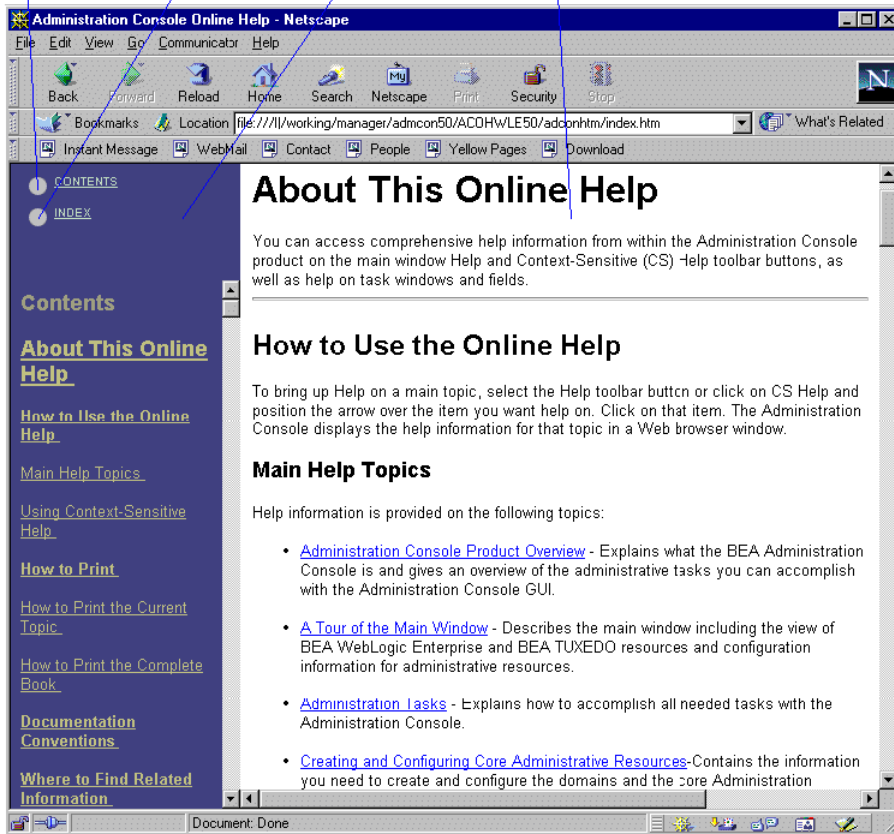 Administration Console Online Help - Netscape
File Edit View Go Communicator Help
Back Forward Reload Home Search Netscape Print Security Stop
My
N
Bookmarks Location file:///I|/working/manager/admcon50/ACOHWLE50/adconhtm/index.htm What's Related
Instant Message WebMail Contact People Yellow Pages Download
CONTENTS
INDEX
Contents
About This Online
Help
How to Use the Online
Help
Main Help Topics
Using Context-Sensitive
Help
How to Print
How to Print the Current
Topic
How to Print the Complete
Book
Documentation
Conventions
Where to Find Related
Information
About This Online Help
You can access comprehensive help information from within the Administration Console
product on the main window Help and Context-Sensitive (CS) Help toolbar buttons, as
well as help on task windows and fields.
How to Use the Online Help
To bring up Help on a main topic, select the Help toolbar button or click on CS Help and
position the arrow over the item you want help on. Click on that item. The Administration
Console displays the help information for that topic in a Web browser window.
Main Help Topics
Help information is provided on the following topics:
• Administration Console Product Overview - Explains what the BEA Administration
Console is and gives an overview of the administrative tasks you can accomplish
with the Administration Console GUI.
• A Tour of the Main Window - Describes the main window including the view of
BEA WebLogic Enterprise and BEA TUXEDO resources and configuration
information for administrative resources.
• Administration Tasks - Explains how to accomplish all needed tasks with the
Administration Console.
• Creating and Configuring Core Administrative Resources-Contains the information
you need to create and configure the domains and the core Administration
Document: Done